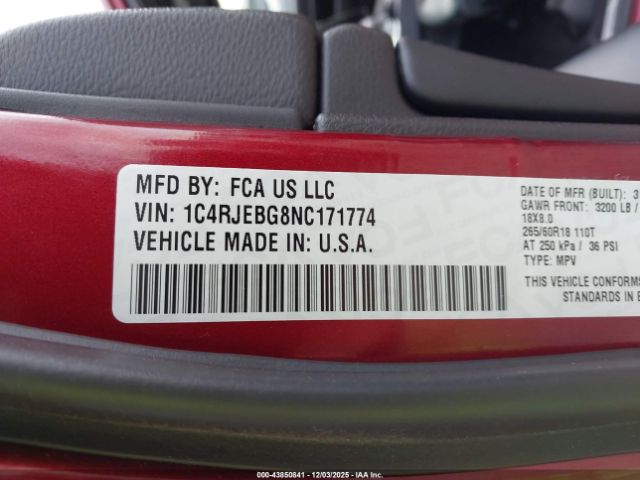 MFD BY: FCA US LLC
VIN: 1C4RJEBG8NC171774
VEHICLE MADE IN: U.S.A.
DATE OF MFR (BUILT): 3
GAWR FRONT: 3200 LB /
18X8.0
265/60R18 110T
AT 250 kPa / 36 PSI
TYPE: MPV
THIS VEHICLE CONFORMS
STANDARDS IN E
000-43850841 - 12/03/2025 - IAA Inc.